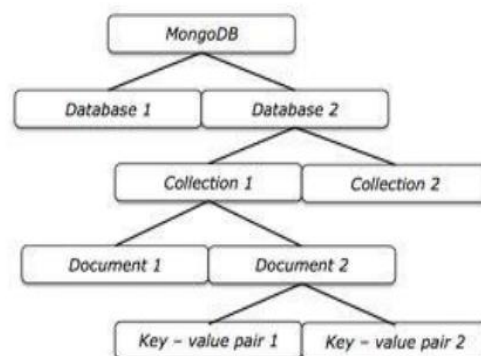 MongoDB
Database 1
Database 2
Collection 1
Collection 2
Document 1
Document 2
Key – value pair 1
Key – value pair 2